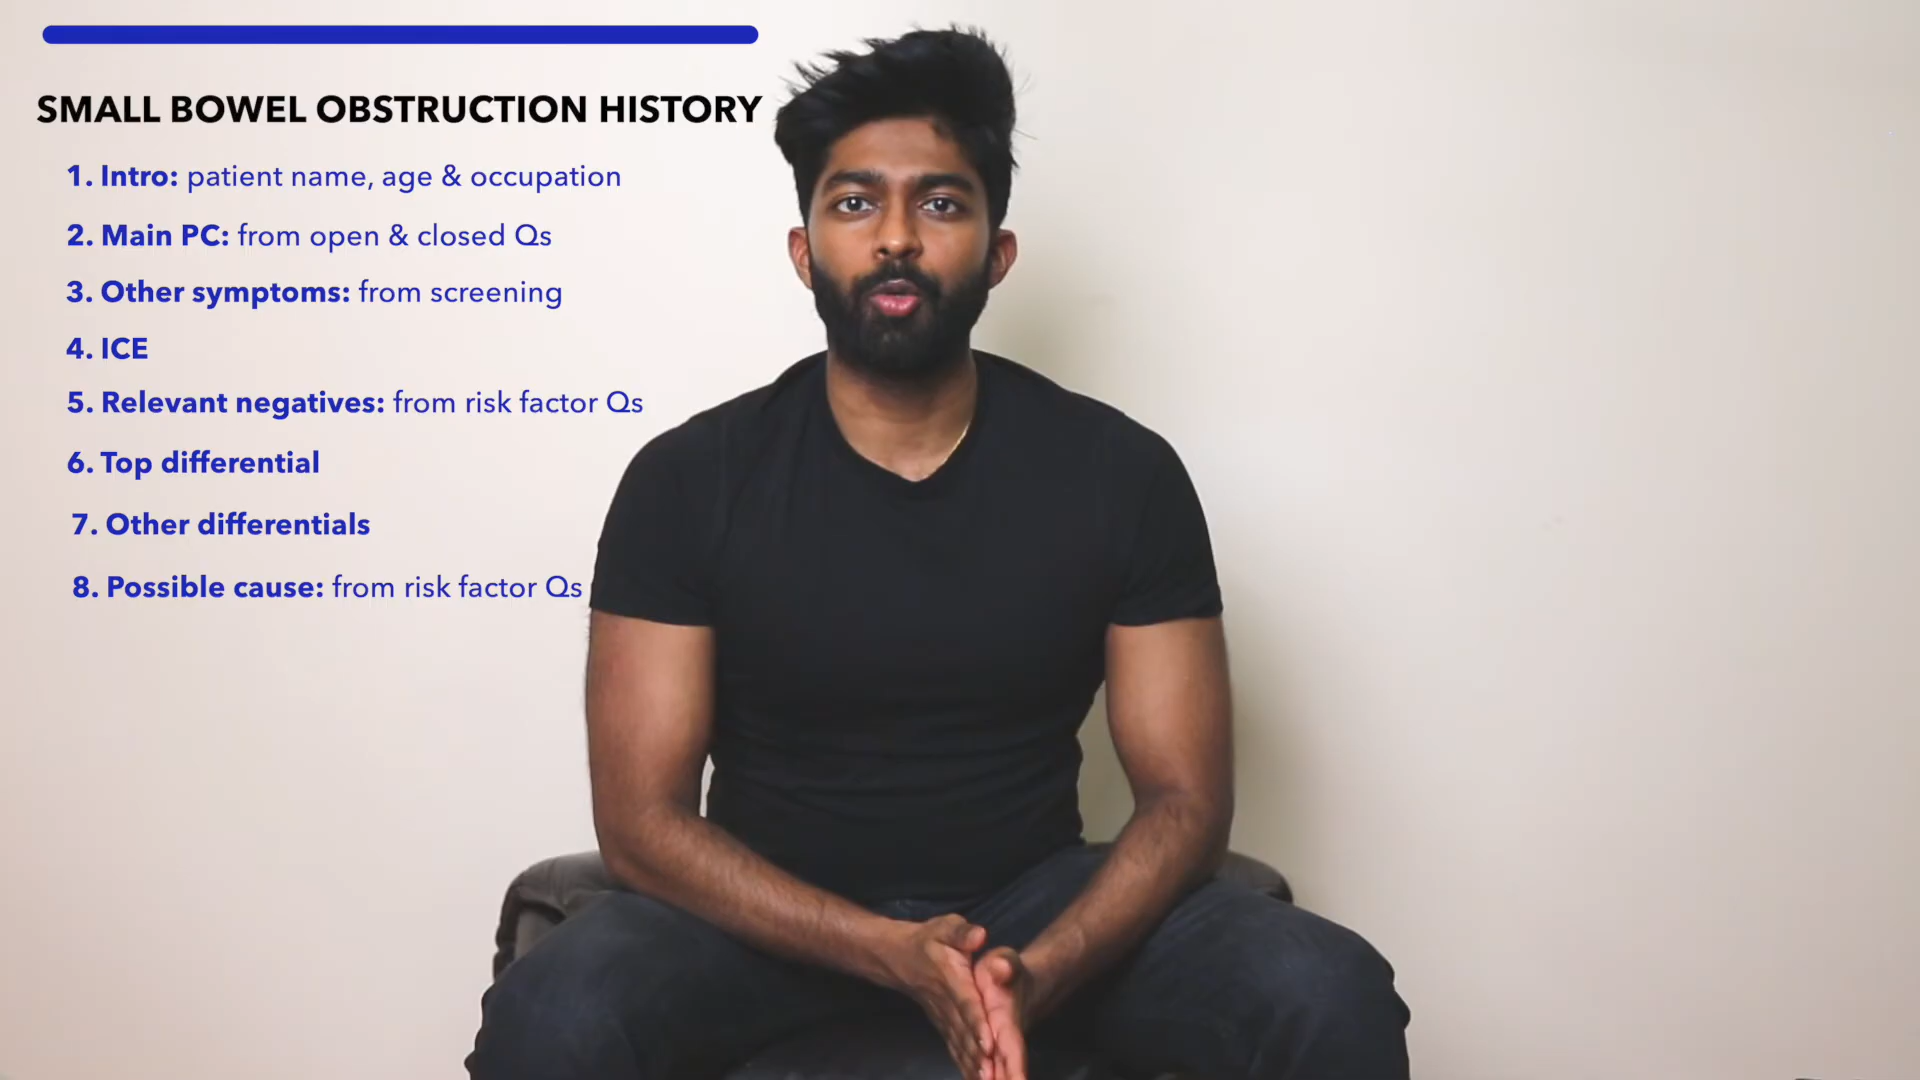 SMALL BOWEL OBSTRUCTION HISTORY
1. Intro: patient name, age & occupation
2. Main PC: from open & closed Qs
3. Other symptoms: from screening
4. ICE
5. Relevant negatives: from risk factor Qs
6. Top differential
7. Other differentials
8. Possible cause: from risk factor Qs